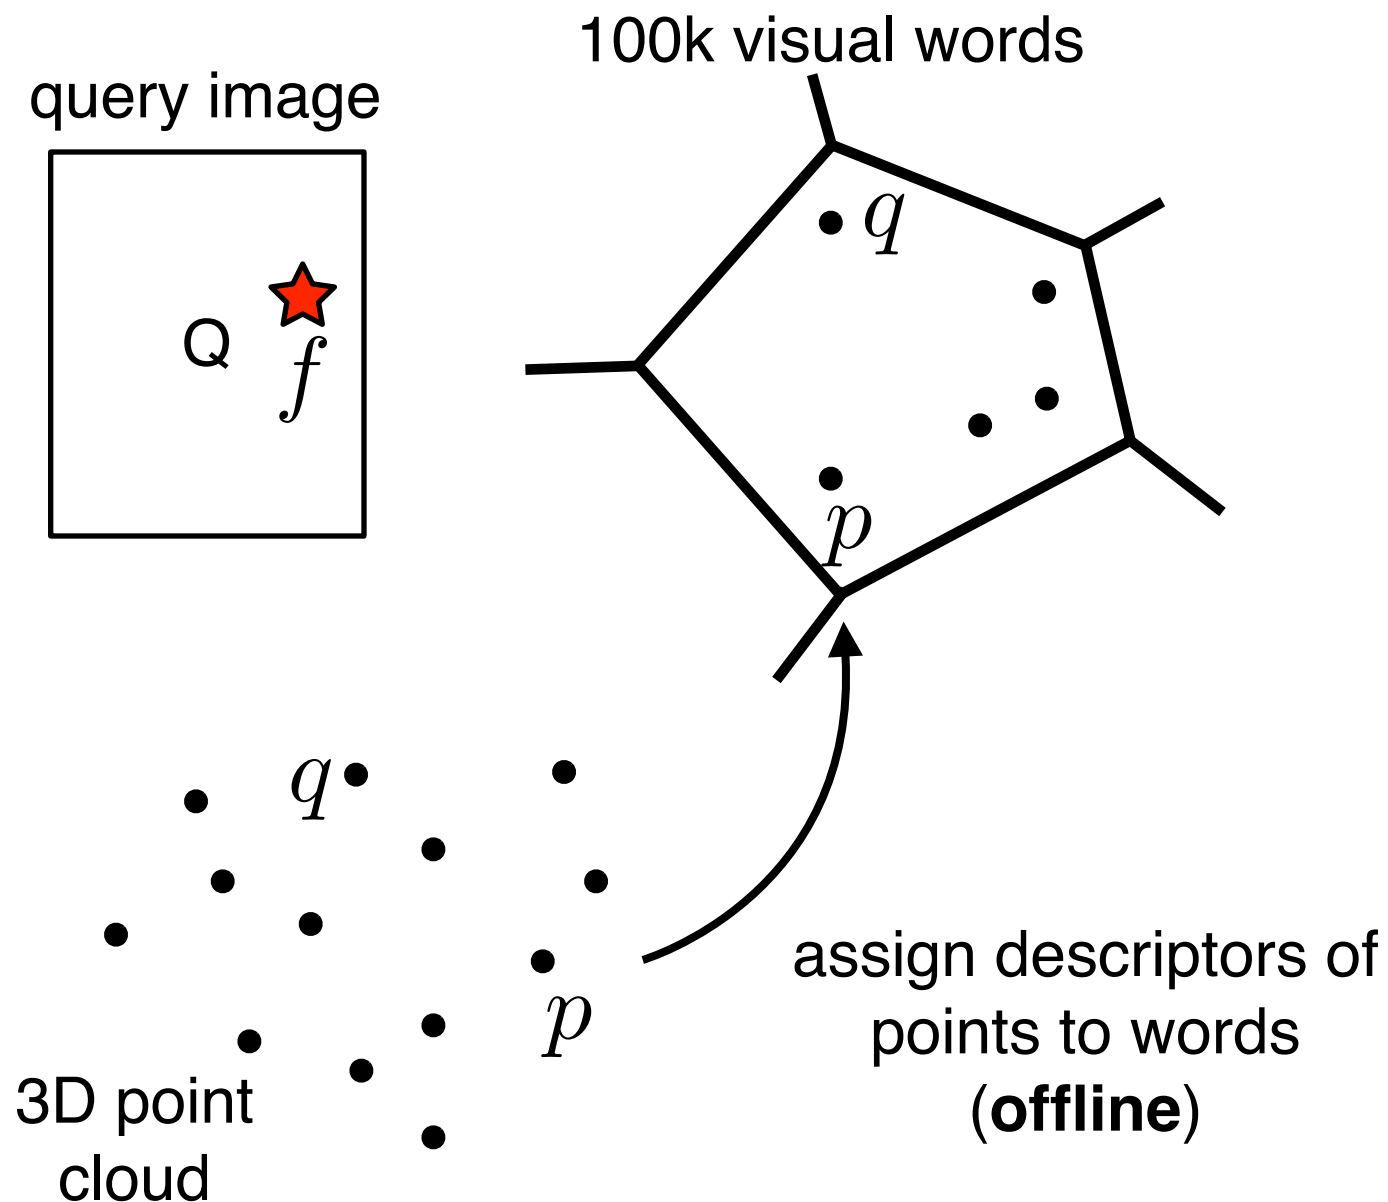 100k visual words
query image
q
Q
f
p
q
p
assign descriptors of
points to words
(offline)
3D point
cloud